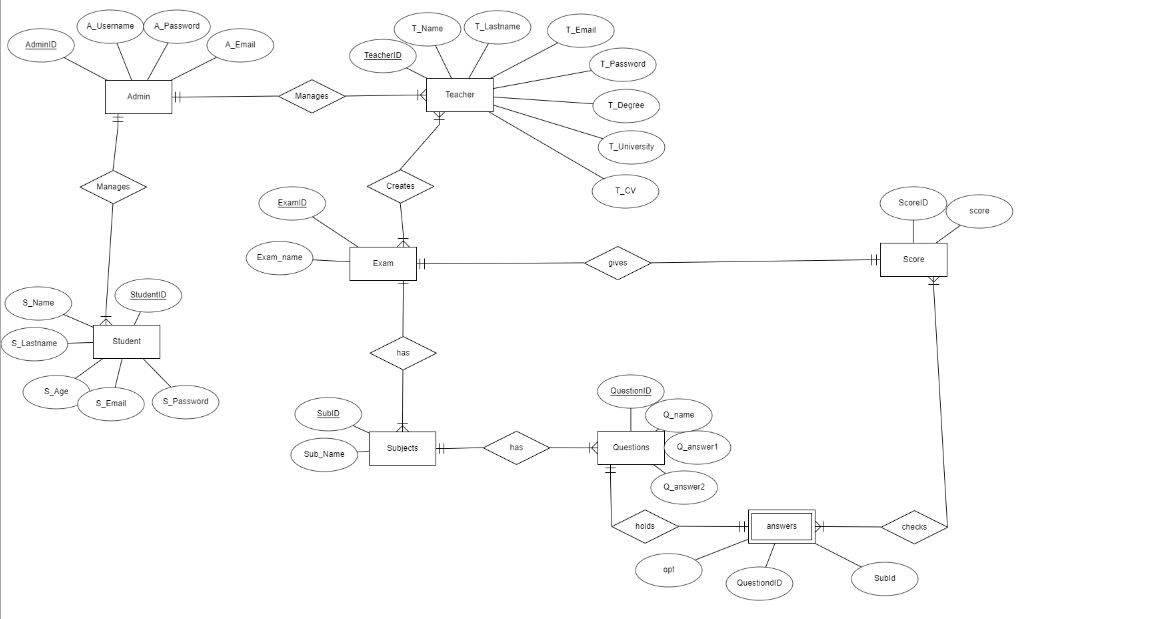 A_Username
A_Password
AdminID
A_Email
T_Name
T_Lastname
T_Email
TeacherID
T_Password
Admin
Manages
Teacher
T_Degree
T_University
Manages
Creates
T_CV
ExamID
ScoreID
score
Exam_name
Exam
gives
Score
S_Name
StudentID
S_Lastname
Student
has
S_Age
S_Email
S_Password
SubID
QuestionID
Q_name
Sub_Name
Subjects
has
Questions
Q_answer1
Q_answer2
holds
answers
checks
opt
QuestiondID
SubId